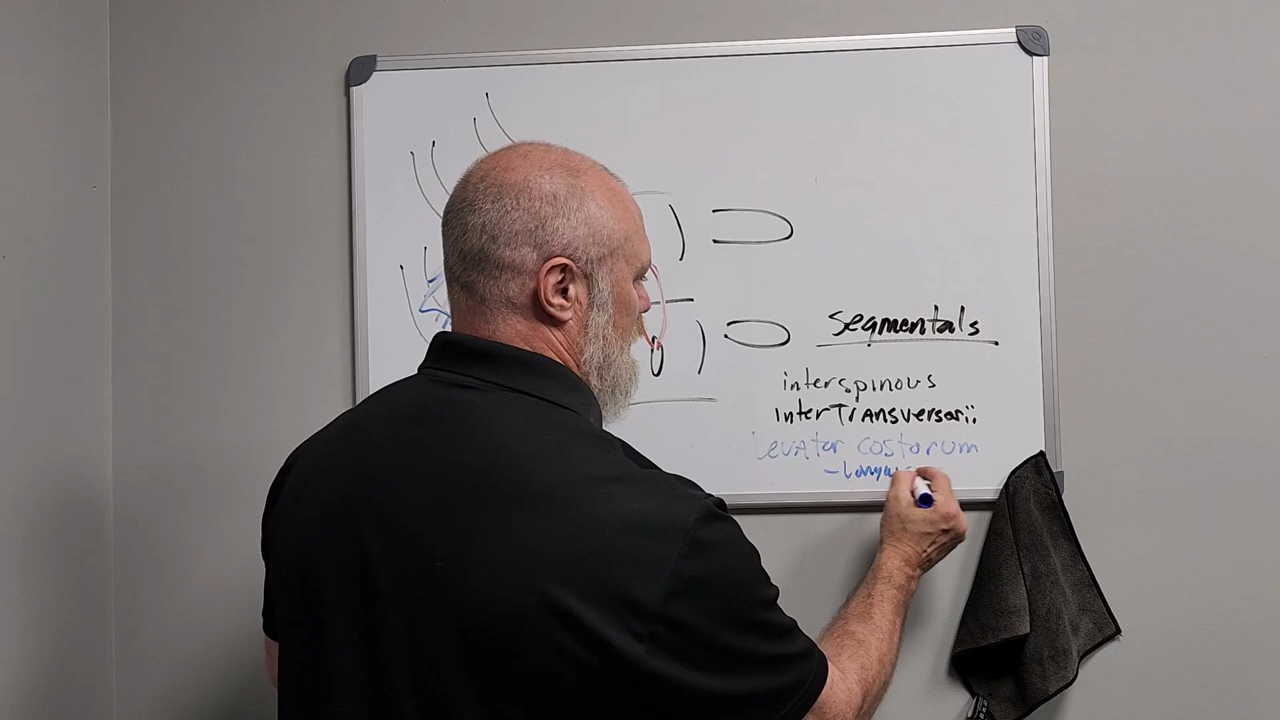 segmentals
interspinous
interTransversarii
levator costorum